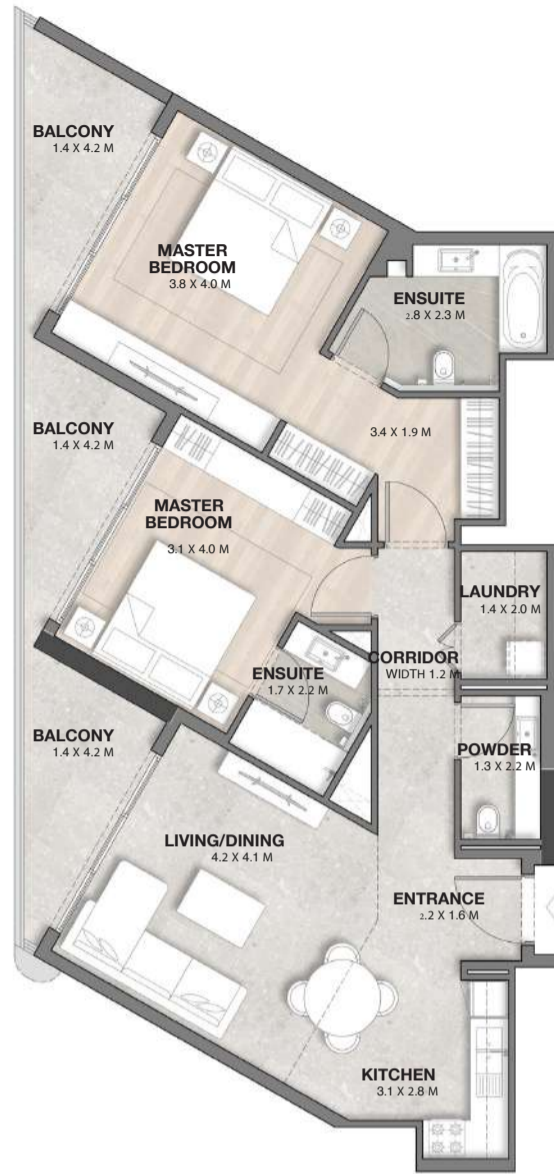 BALCONY
1.4 X 4.2 M
MASTER
BEDROOM
3.8 X 4.0 M
ENSUITE
2.8 X 2.3 M
BALCONY
1.4 X 4.2 M
3.4 X 1.9 M
MASTER
BEDROOM
3.1 X 4.0 M
LAUNDRY
1.4 X 2.0 M
ENSUITE
1.7 X 2.2 M
CORRIDOR
WIDTH 1.2 M
BALCONY
1.4 X 4.2 M
POWDER
1.3 X 2.2 M
LIVING/DINING
4.2 X 4.1 M
ENTRANCE
2.2 X 1.6 M
KITCHEN
3.1 X 2.8 M